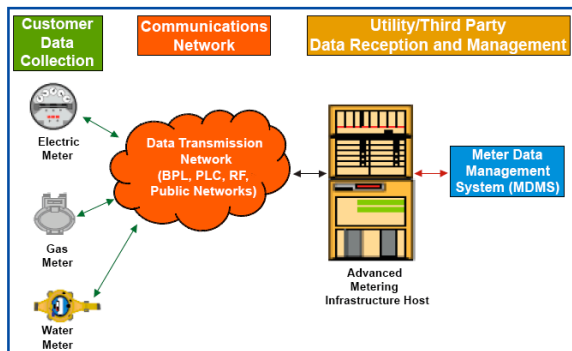 Customer
Data
Collection
Communications
Network
Utility/Third Party
Data Reception and Management
Electric
Meter
Gas
Meter
Water
Meter
Data Transmission
Network
(BPL, PLC, RF,
Public Networks)
Advanced
Metering
Infrastructure Host
Meter Data
Management
System (MDMS)